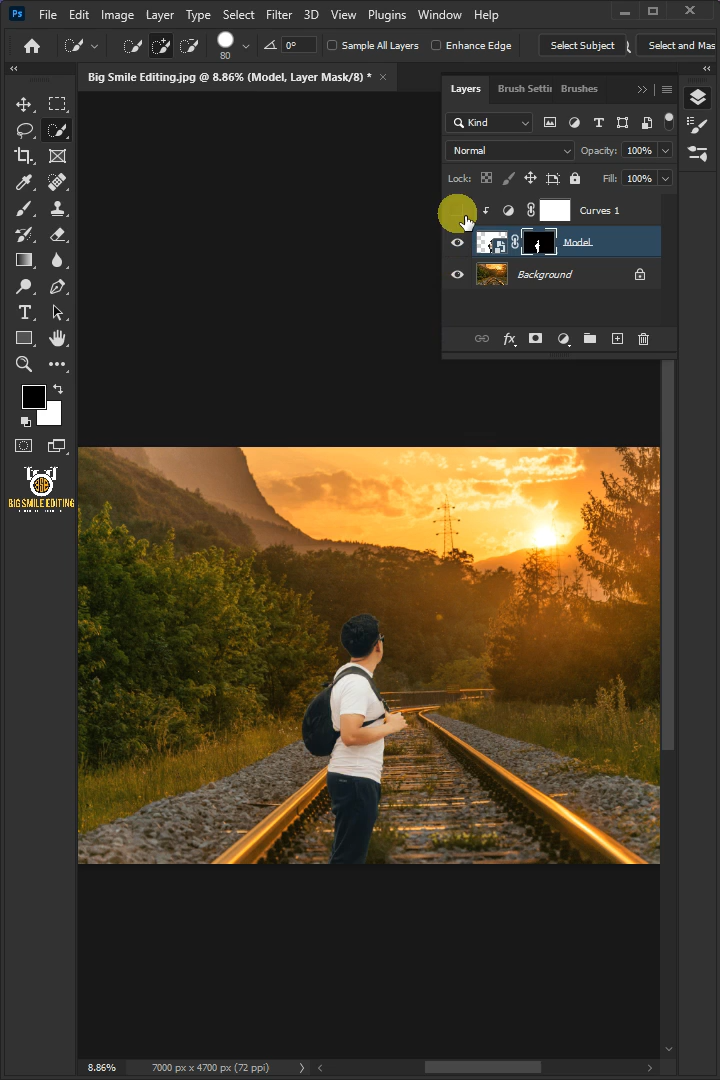 Ps File Edit Image Layer Type Select Filter 3D View Plugins Window Help
80 0° Sample All Layers Enhance Edge Select Subject Select and Mas
Big Smile Editing.jpg @ 8.86% (Model, Layer Mask/8) *
Layers Brush Settin Brushes
Kind
Normal Opacity: 100%
Lock: Fill: 100%
Curves 1
Model
Background
fx
BIG SMILE EDITING
8.86% 7000 px x 4700 px (72 ppi)